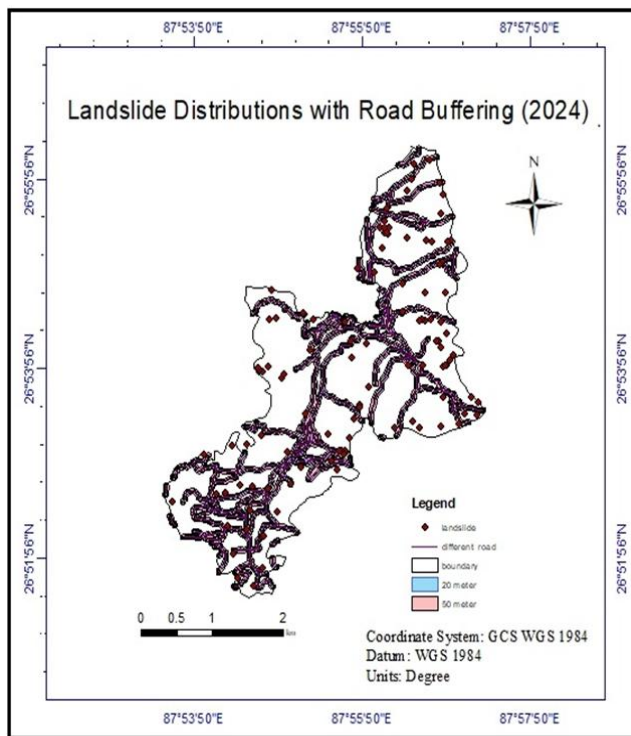 87°53'50"E 87°55'50"E 87°57'50"E
Landslide Distributions with Road Buffering (2024)
26°55'56"N 26°55'56"N
N
26°53'56"N 26°53'56"N
Legend
landslide
different road
boundary
20 meter
50 meter
26°51'56"N 26°51'56"N
0 0.5 1 2
km
Coordinate System: GCS WGS 1984
Datum: WGS 1984
Units: Degree
87°53'50"E 87°55'50"E 87°57'50"E